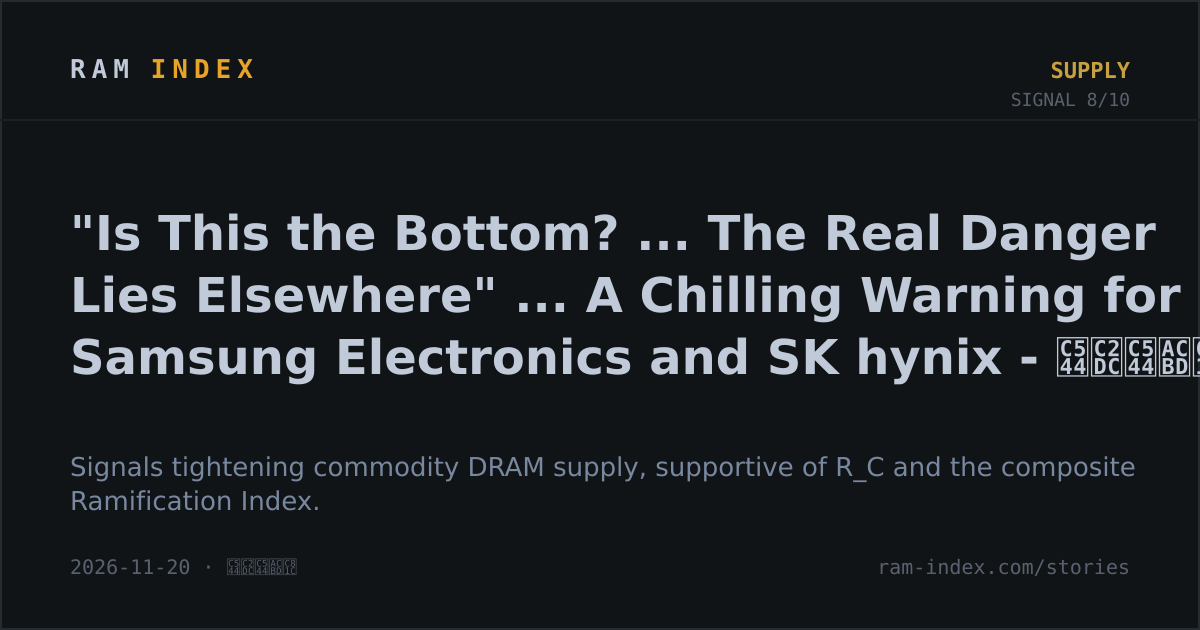 RAM INDEX
SUPPLY
SIGNAL 8/10
"Is This the Bottom? ... The Real Danger
Lies Elsewhere" ... A Chilling Warning for
Samsung Electronics and SK hynix -
Signals tightening commodity DRAM supply, supportive of R_C and the composite
Ramification Index.
2026-11-20 ·
ram-index.com/stories